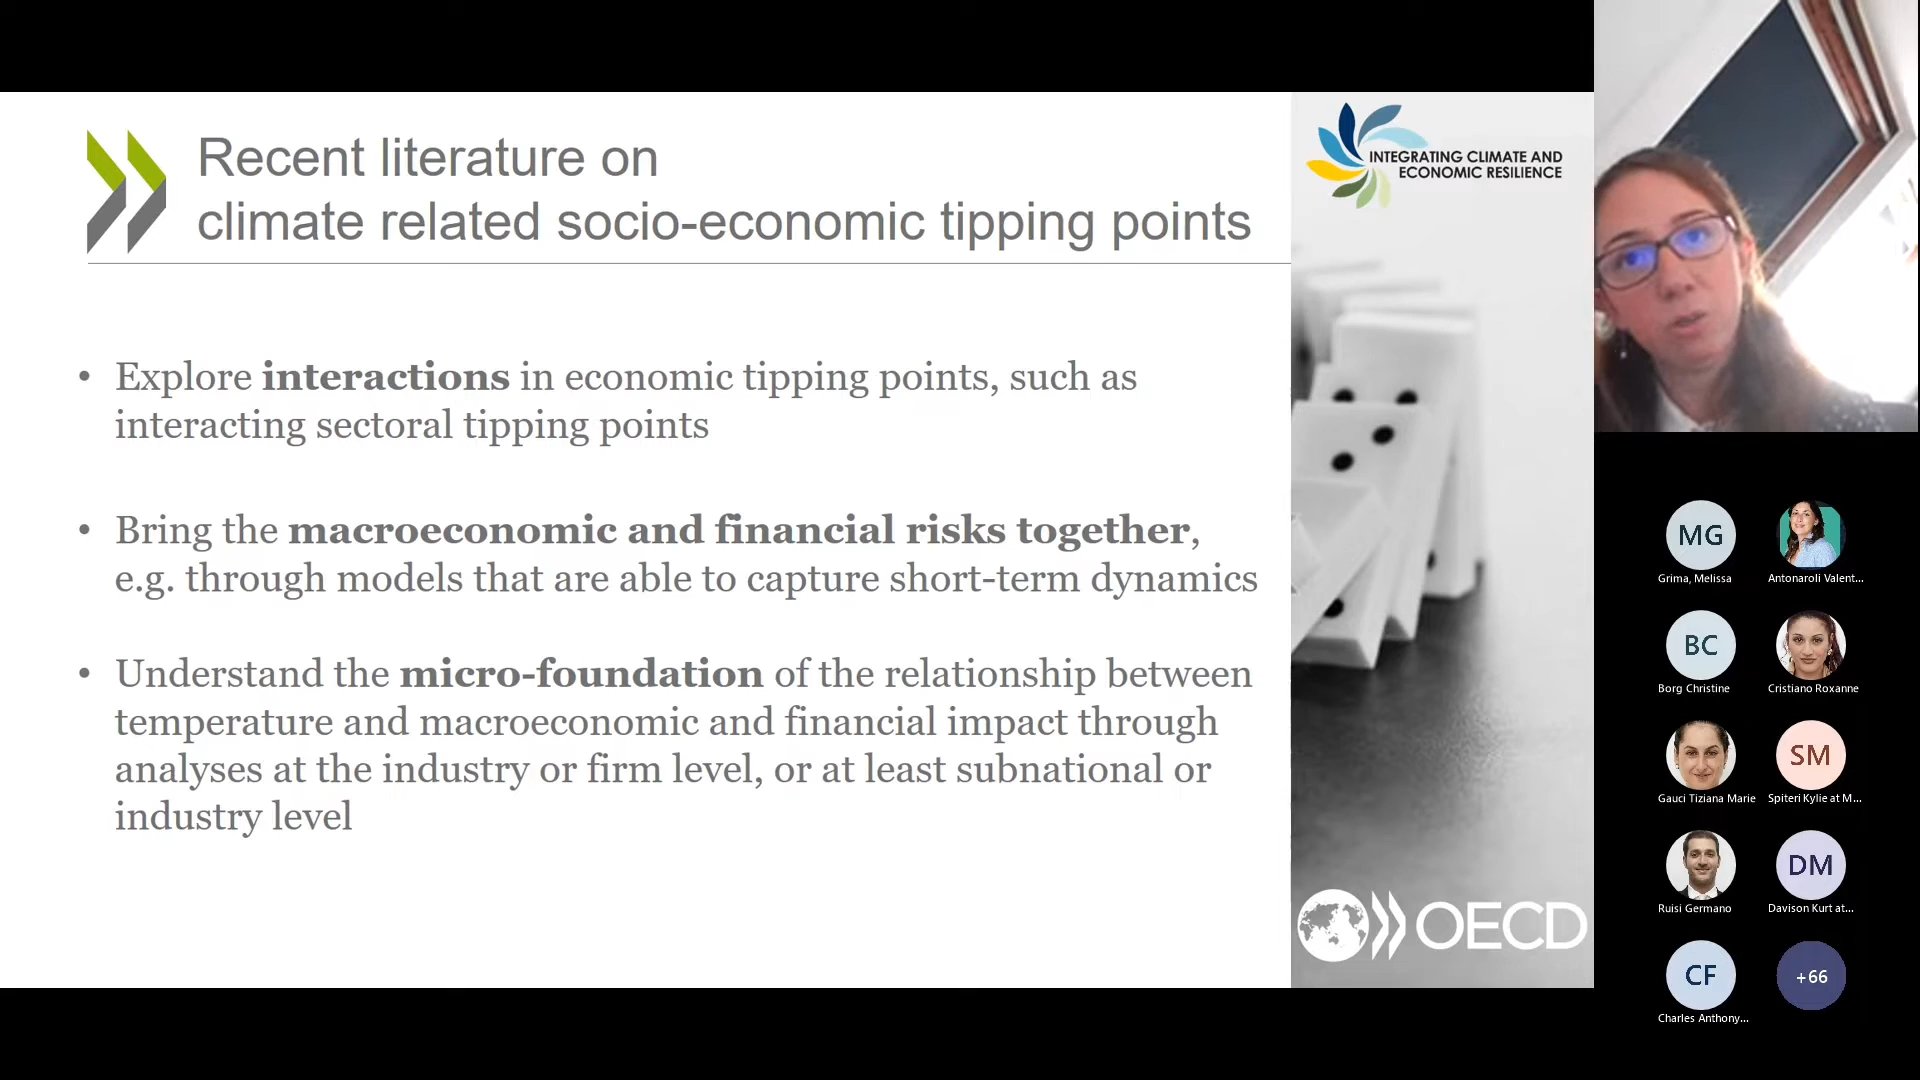 Recent literature on
climate related socio-economic tipping points
• Explore interactions in economic tipping points, such as
interacting sectoral tipping points
• Bring the macroeconomic and financial risks together,
e.g. through models that are able to capture short-term dynamics
• Understand the micro-foundation of the relationship between
temperature and macroeconomic and financial impact through
analyses at the industry or firm level, or at least subnational or
industry level
INTEGRATING CLIMATE AND
ECONOMIC RESILIENCE
OECD
MG
Grima, Melissa
Antonaroli Valent...
BC
Borg Christine
Cristiano Roxanne
Gauci Tiziana Marie
SM
Spiteri Kylie at M...
Ruisi Germano
DM
Davison Kurt at...
CF
Charles Anthony...
+66